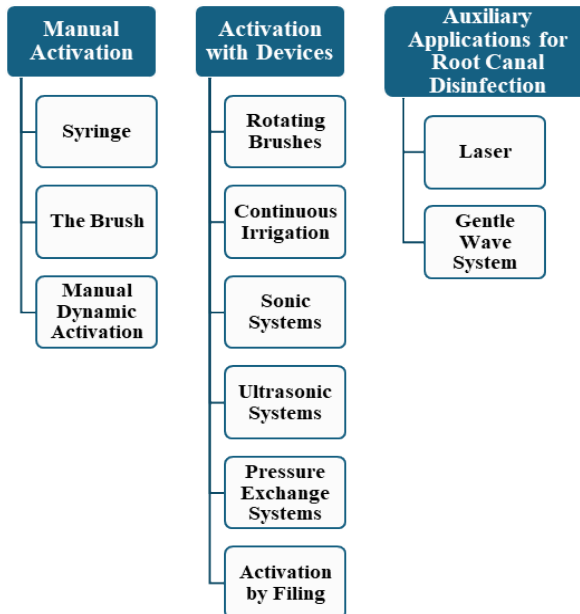 Manual
Activation
Syringe
The Brush
Manual
Dynamic
Activation
Activation
with Devices
Rotating
Brushes
Continuous
Irrigation
Sonic
Systems
Ultrasonic
Systems
Pressure
Exchange
Systems
Activation
by Filing
Auxiliary
Applications for
Root Canal
Disinfection
Laser
Gentle
Wave
System